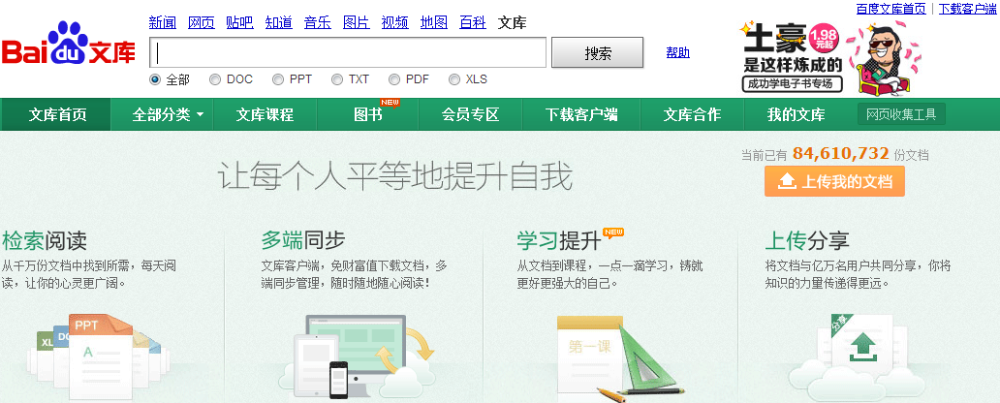 百度文库首页 | 下载客户端
新闻 网页 贴吧 知道 音乐 图片 视频 地图 百科 文库
Bai du 文库
搜索 帮助
全部 DOC PPT TXT PDF XLS
土豪 1.98元起
是这样炼成的
成功学电子书专场
文库首页 全部分类 文库课程 图书 NEW 会员专区 下载客户端 文库合作 我的文库 网页收集工具
让每个人平等地提升自我
当前已有 84,610,732 份文档
上传我的文档
检索阅读
从千万份文档中找到所需，每天阅
读，让你的心灵更广阔。
多端同步
文库客户端，免财富值下载文档，多
端同步管理，随时随地随心阅读！
学习提升 NEW
从文档到课程，一点一滴学习，铸就
更好更强大的自己。
上传分享
将文档与亿万名用户共同分享，你将
知识的力量传递得更远。
XL DO PPT
A
第一课
分享